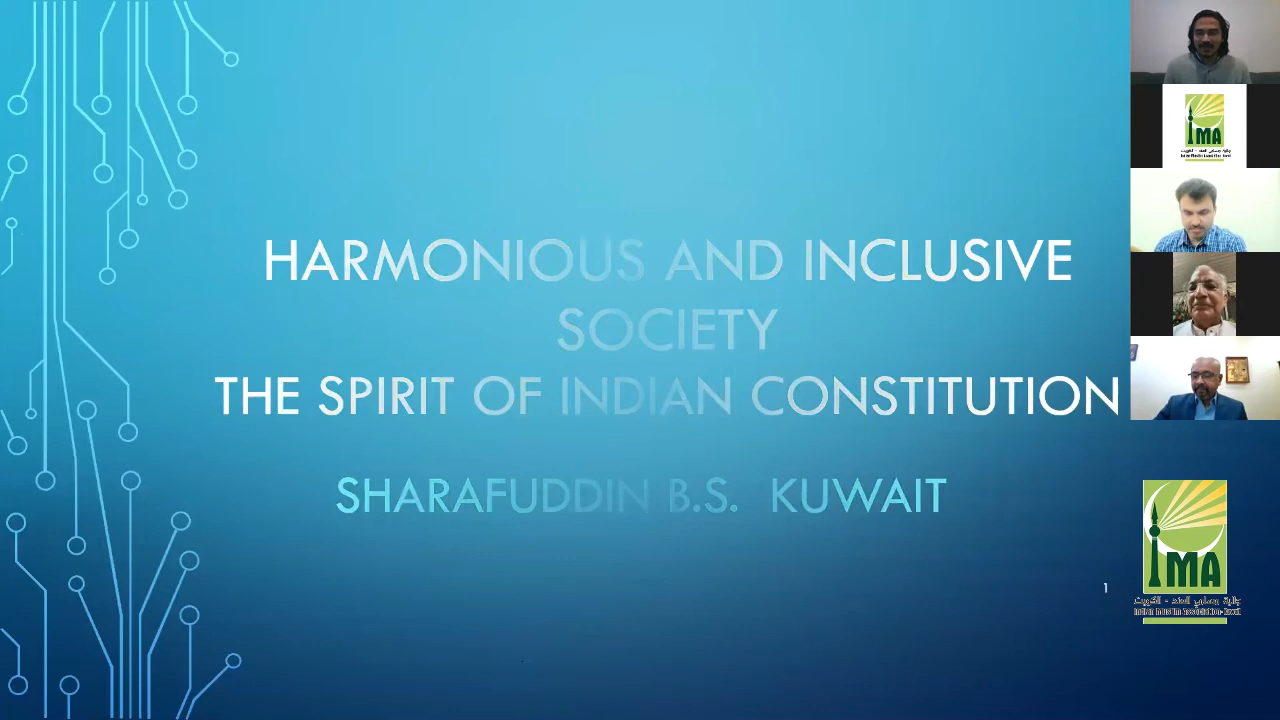 HARMONIOUS AND INCLUSIVE
SOCIETY
THE SPIRIT OF INDIAN CONSTITUTION
SHARAFUDDIN B.S. KUWAIT
1
IMA
IMA